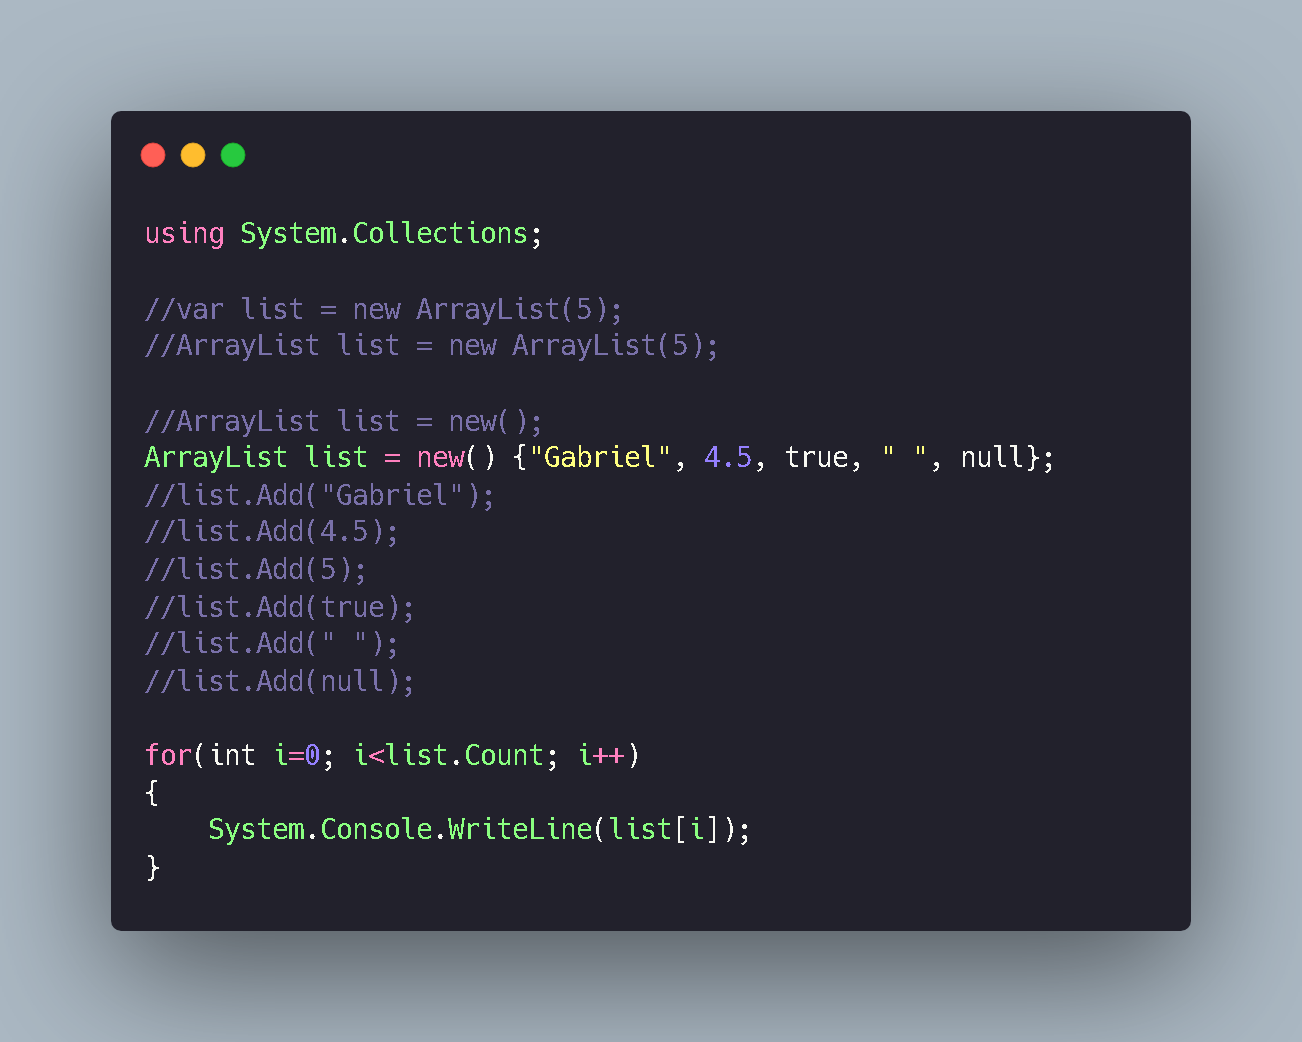 using System.Collections;
//var list = new ArrayList(5);
//ArrayList list = new ArrayList(5);
//ArrayList list = new();
ArrayList list = new() {"Gabriel", 4.5, true, " ", null};
//list.Add("Gabriel");
//list.Add(4.5);
//list.Add(5);
//list.Add(true);
//list.Add(" ");
//list.Add(null);
for(int i=0; i<list.Count; i++)
{
    System.Console.WriteLine(list[i]);
}